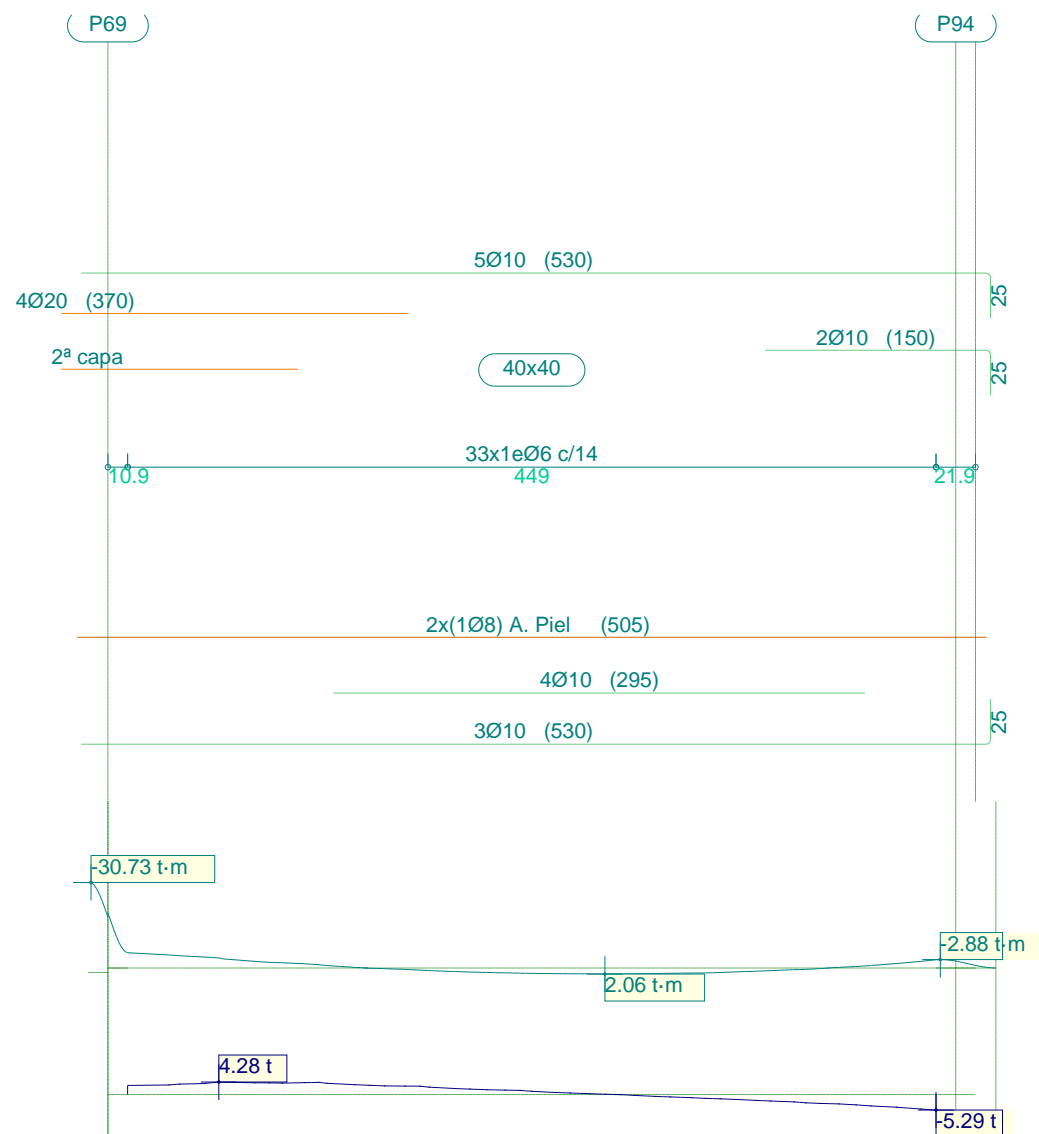 P69 P94
5Ø10 (530)
25
4Ø20 (370)
2Ø10 (150)
25
2ª capa
40x40
33x1eØ6 c/14
10.9 449 21.9
2x(1Ø8) A. Piel (505)
4Ø10 (295)
25
3Ø10 (530)
-30.73 t·m
-2.88 t·m
2.06 t·m
4.28 t
-5.29 t